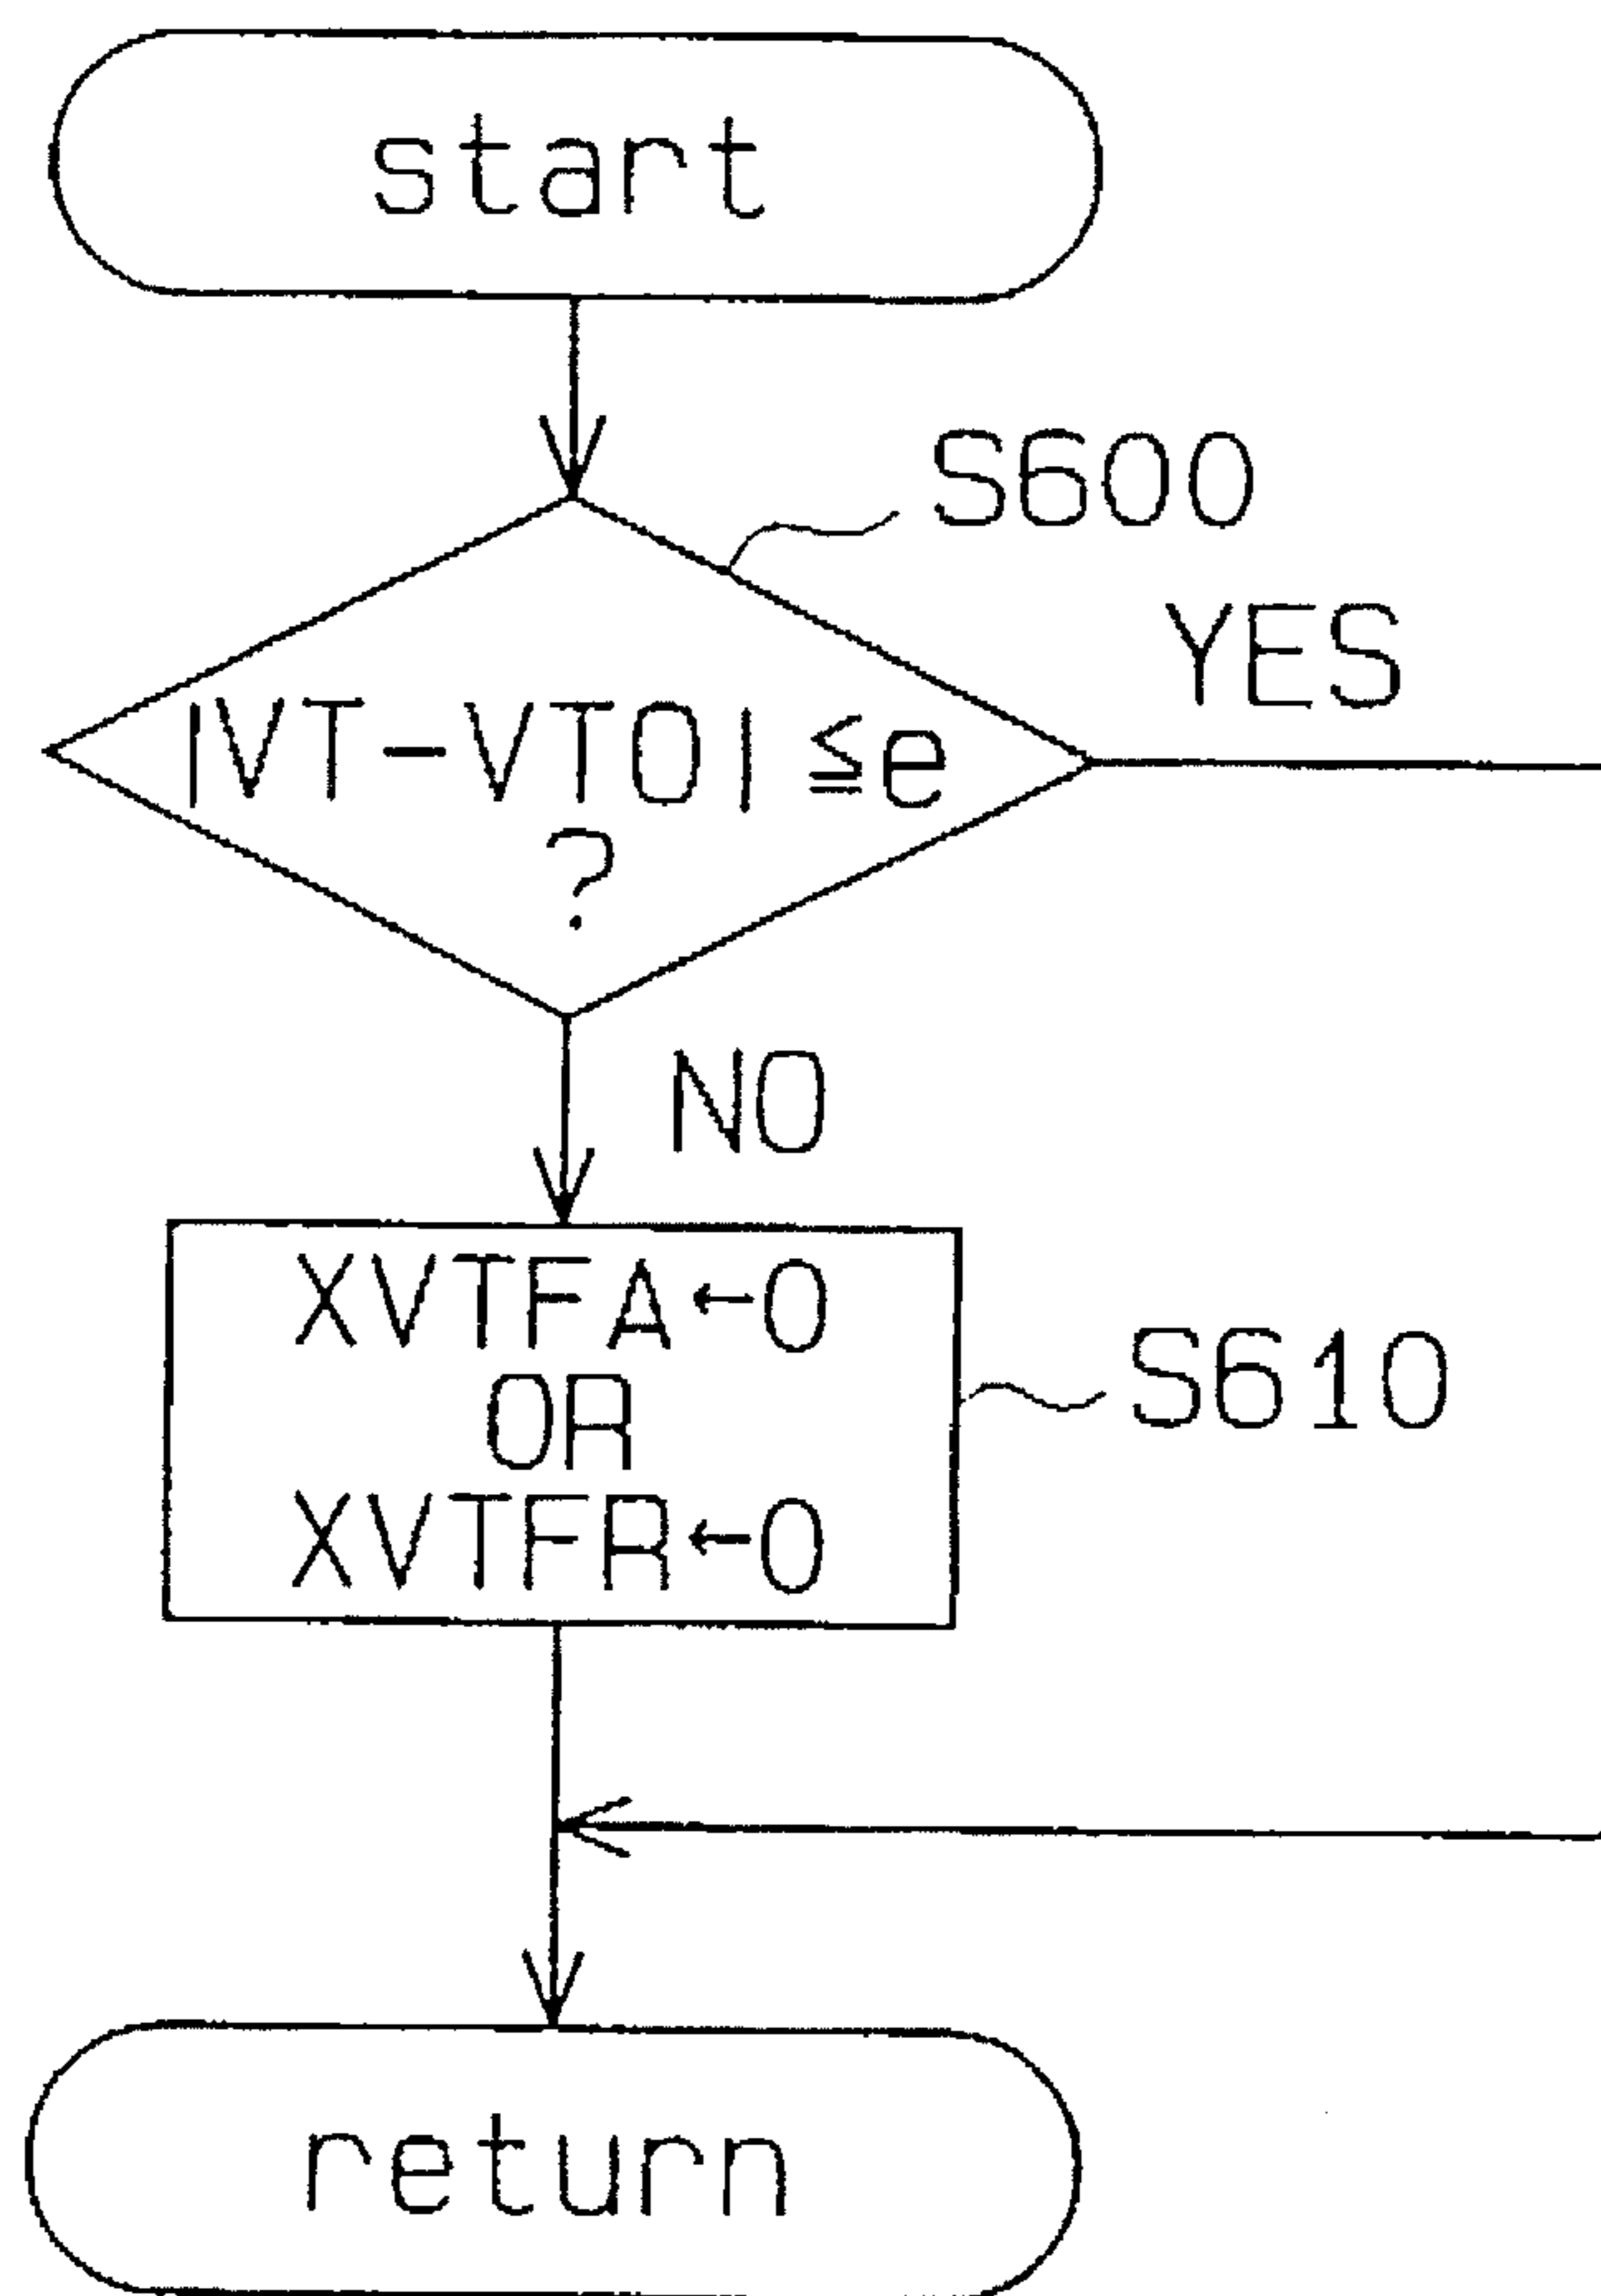 start
S600
YES
|VT-VT0|≦e
?
NO
XVTFA←0
OR
XVTFR←0
S610
return